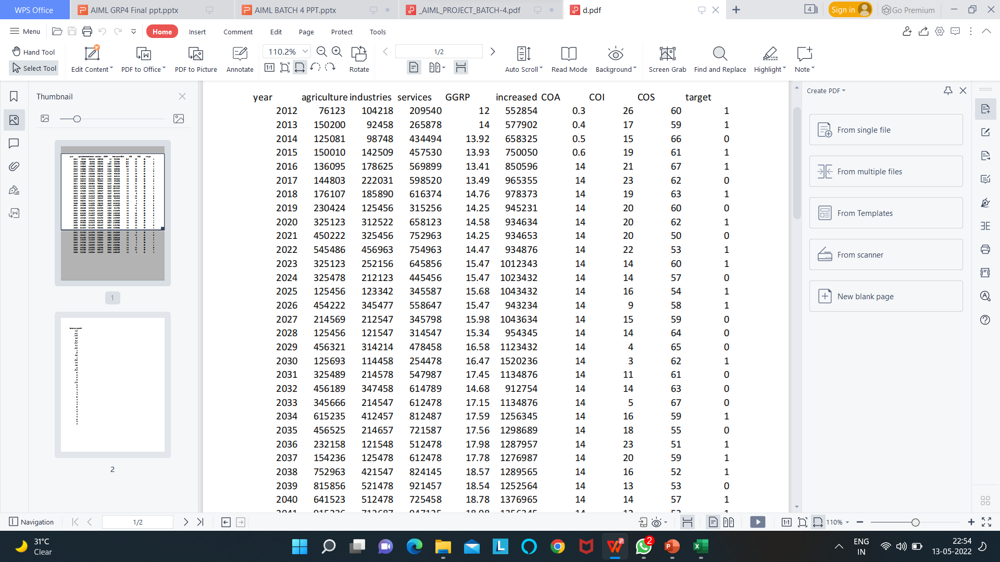 WPS Office AIML GRP4 Final ppt.pptx AIML BATCH 4 PPT.pptx _AIML_PROJECT_BATCH-4.pdf d.pdf 4 Sign in Go Premium
Menu Home Insert Comment Edit Page Protect Tools
Hand Tool 110.2% 1/2
Select Tool Edit Content PDF to Office PDF to Picture Annotate 1:1 Rotate Auto Scroll Read Mode Background Screen Grab Find and Replace Highlight Note
Thumbnail
1
2
year agriculture industries services GGRP increased COA COI COS target
2012 76123 104218 209540 12 552854 0.3 26 60 1
2013 150200 92458 265878 14 577902 0.4 17 59 1
2014 125081 98748 434494 13.92 658325 0.5 15 66 0
2015 150010 142509 457530 13.93 750050 0.6 19 61 1
2016 136095 178625 569899 13.41 850596 14 21 67 1
2017 144803 222031 598520 13.49 965355 14 23 62 0
2018 176107 185890 616374 14.76 978373 14 19 63 1
2019 230424 125456 315256 14.25 945231 14 20 60 0
2020 325123 312522 658123 14.58 934634 14 20 62 1
2021 450222 325456 752963 14.25 934653 14 20 50 0
2022 545486 456963 754963 14.47 934876 14 22 53 1
2023 325123 252156 645856 15.47 1012343 14 14 60 1
2024 325478 212123 445456 15.47 1023432 14 14 57 0
2025 125456 123342 345587 15.68 1043432 14 16 54 1
2026 454222 345477 558647 15.47 943234 14 9 58 1
2027 214569 212547 345798 15.98 1043634 14 15 59 0
2028 125456 121547 314547 15.34 954345 14 14 64 0
2029 456321 314214 478458 16.58 1123432 14 4 65 0
2030 125693 114458 254478 16.47 1520236 14 3 62 1
2031 325489 214578 547987 17.45 1134876 14 11 61 0
2032 456189 347458 614789 14.68 912754 14 14 63 0
2033 345666 214547 612478 17.15 1134876 14 5 67 0
2034 615235 412457 812487 17.59 1256345 14 16 59 1
2035 456525 214657 721587 17.56 1298689 14 18 55 0
2036 232158 121548 512478 17.98 1287957 14 23 51 1
2037 154236 125478 612478 17.78 1276987 14 20 59 1
2038 752963 421547 824145 18.57 1289565 14 16 52 1
2039 815856 521478 921457 18.54 1252564 14 13 53 0
2040 641523 512478 725458 18.78 1376965 14 14 57 1
Create PDF
From single file
From multiple files
From Templates
From scanner
New blank page
Navigation 1/2 1:1 110%
31°C
Clear
2
ENG
IN
22:54
13-05-2022